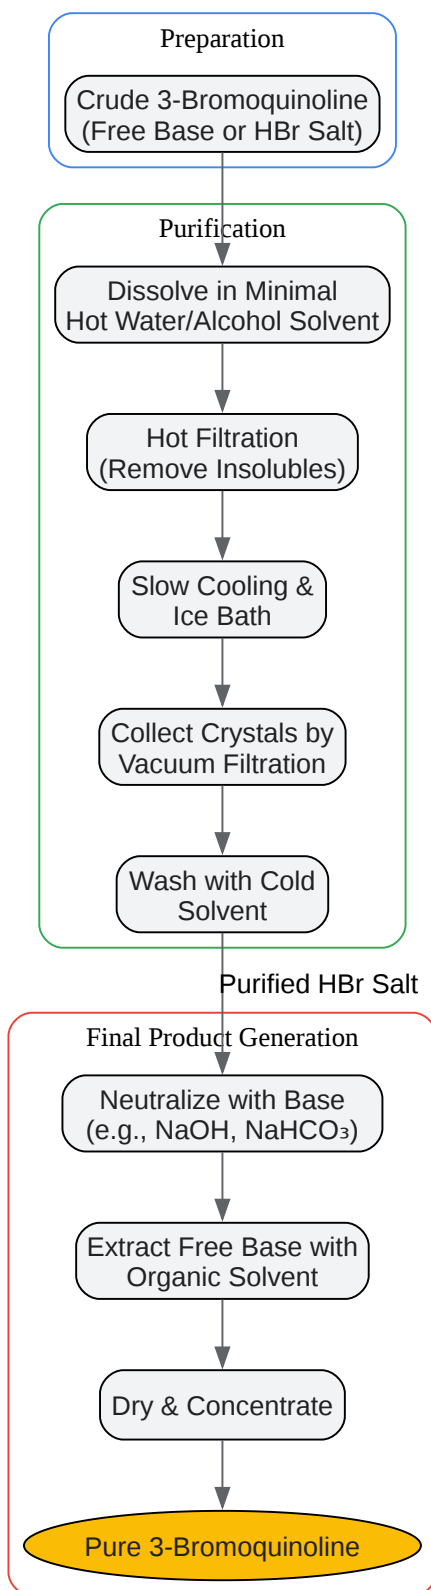 Preparation
Crude 3-Bromoquinoline
(Free Base or HBr Salt)
Purification
Dissolve in Minimal
Hot Water/Alcohol Solvent
Hot Filtration
(Remove Insolubles)
Slow Cooling &
Ice Bath
Collect Crystals by
Vacuum Filtration
Wash with Cold
Solvent
Purified HBr Salt
Final Product Generation
Neutralize with Base
(e.g., NaOH, NaHCO₃)
Extract Free Base with
Organic Solvent
Dry & Concentrate
Pure 3-Bromoquinoline